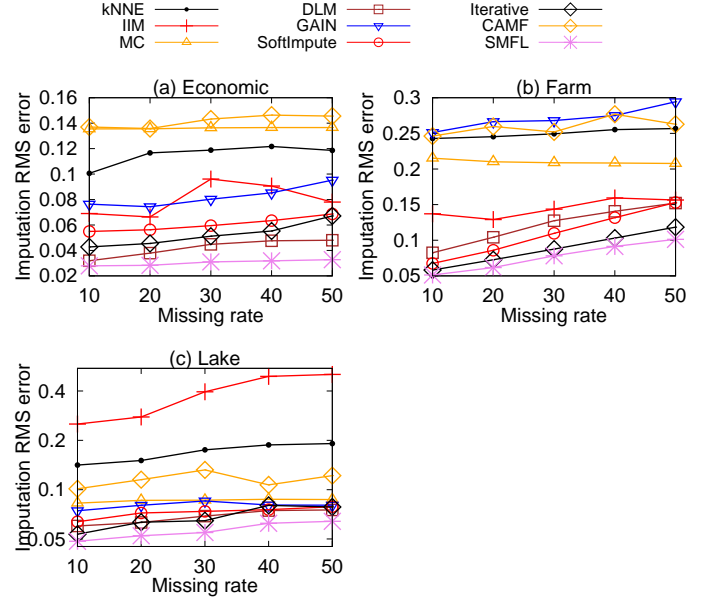 kNNE
IIM
MC
DLM
GAIN
SoftImpute
Iterative
CAMF
SMFL
(a) Economic
Imputation RMS error
0.16
0.14
0.12
0.1
0.08
0.06
0.04
0.02
10 20 30 40 50
Missing rate
(b) Farm
Imputation RMS error
0.3
0.25
0.2
0.15
0.1
0.05
10 20 30 40 50
Missing rate
(c) Lake
Imputation RMS error
0.4
0.2
0.1
0.05
10 20 30 40 50
Missing rate